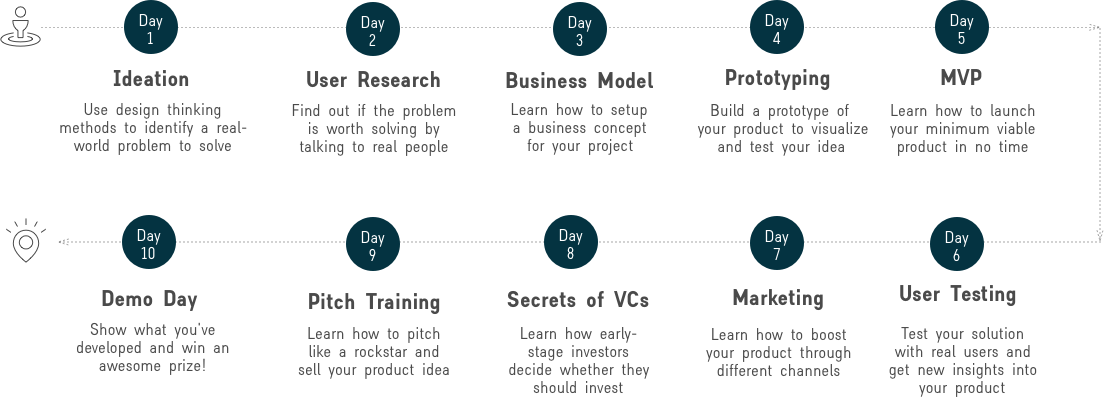 Day
1
Ideation
Use design thinking
methods to identify a real-
world problem to solve
Day
2
User Research
Find out if the problem
is worth solving by
talking to real people
Day
3
Business Model
Learn how to setup
a business concept
for your project
Day
4
Prototyping
Build a prototype of
your product to visualize
and test your idea
Day
5
MVP
Learn how to launch
your minimum viable
product in no time
Day
6
User Testing
Test your solution
with real users and
get new insights into
your product
Day
7
Marketing
Learn how to boost
your product through
different channels
Day
8
Secrets of VCs
Learn how early-
stage investors
decide whether they
should invest
Day
9
Pitch Training
Learn how to pitch
like a rockstar and
sell your product idea
Day
10
Demo Day
Show what you've
developed and win an
awesome prize!